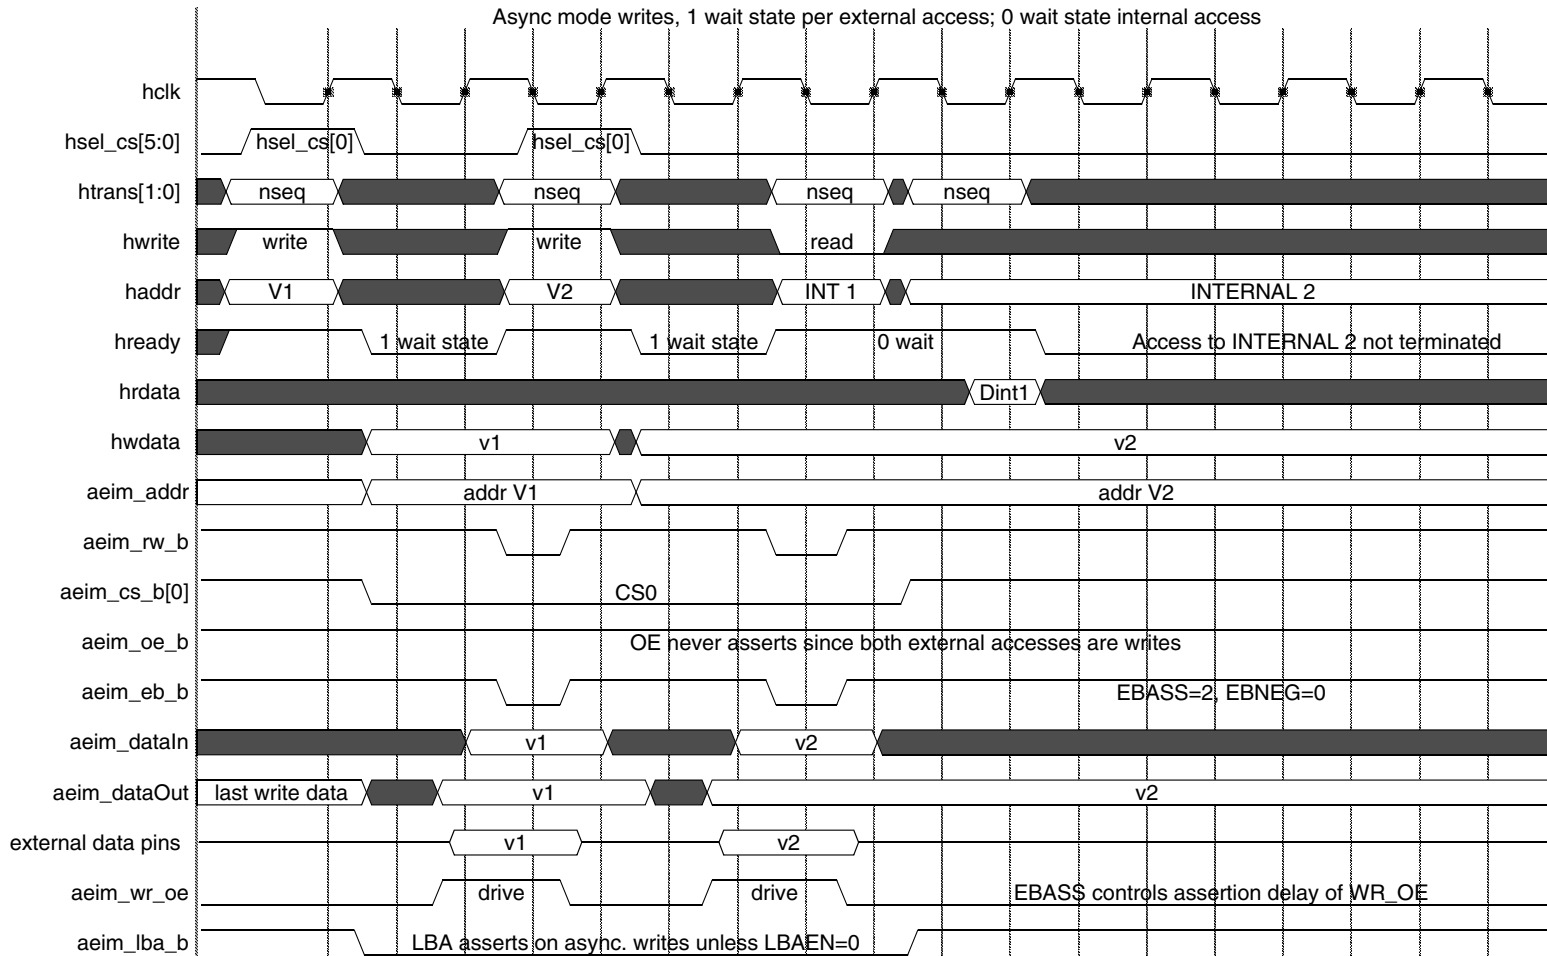 Async mode writes, 1 wait state per external access; 0 wait state internal access
hclk
hsel_cs[5:0] hsel_cs[0] hsel_cs[0]
htrans[1:0] nseq nseq nseq nseq
hwrite write write read
haddr V1 V2 INT 1 INTERNAL 2
hready 1 wait state 1 wait state 0 wait Access to INTERNAL 2 not terminated
hrdata Dint1
hwdata v1 v2
aeim_addr addr V1 addr V2
aeim_rw_b
aeim_cs_b[0] CS0
aeim_oe_b OE never asserts since both external accesses are writes
aeim_eb_b EBASS=2, EBNEG=0
aeim_dataIn v1 v2
aeim_dataOut last write data v1 v2
external data pins v1 v2
aeim_wr_oe drive drive EBASS controls assertion delay of WR_OE
aeim_lba_b LBA asserts on async. writes unless LBAEN=0